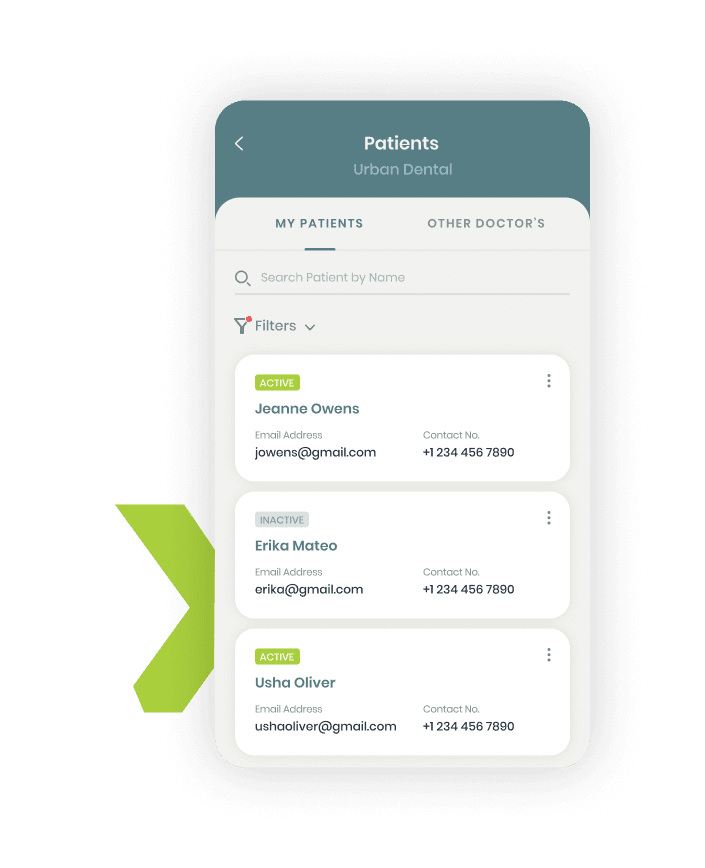 Patients
Urban Dental
MY PATIENTS OTHER DOCTOR'S
Search Patient by Name
Filters
ACTIVE
Jeanne Owens
Email Address Contact No.
jowens@gmail.com +1 234 456 7890
INACTIVE
Erika Mateo
Email Address Contact No.
erika@gmail.com +1 234 456 7890
ACTIVE
Usha Oliver
Email Address Contact No.
ushaoliver@gmail.com +1 234 456 7890